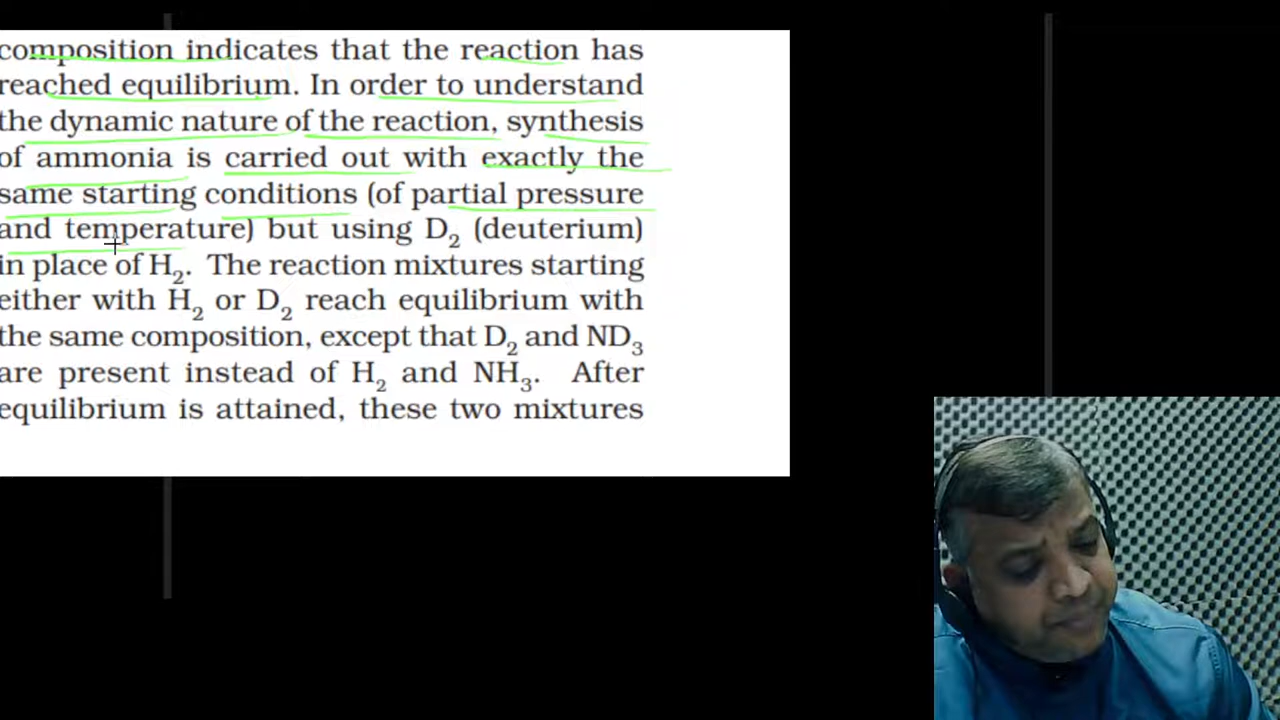 composition indicates that the reaction has
reached equilibrium. In order to understand
the dynamic nature of the reaction, synthesis
of ammonia is carried out with exactly the
same starting conditions (of partial pressure
and temperature) but using D₂ (deuterium)
in place of H₂. The reaction mixtures starting
either with H₂ or D₂ reach equilibrium with
the same composition, except that D₂ and ND₃
are present instead of H₂ and NH₃. After
equilibrium is attained, these two mixtures